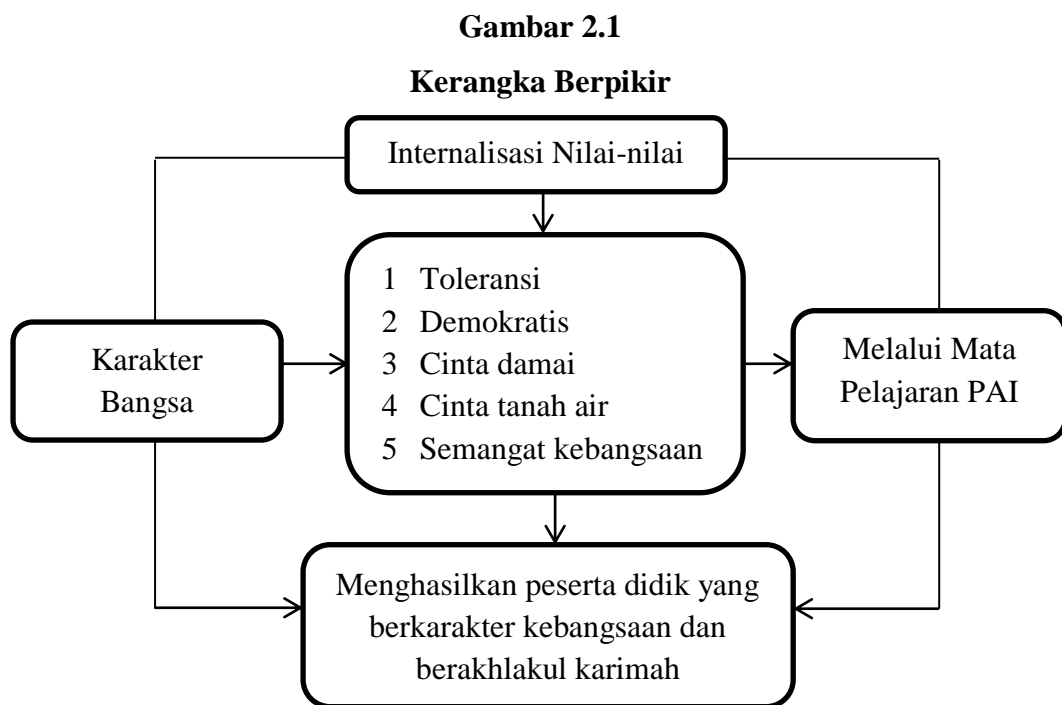 Gambar 2.1
Kerangka Berpikir
Internalisasi Nilai-nilai
Karakter
Bangsa
1 Toleransi
2 Demokratis
3 Cinta damai
4 Cinta tanah air
5 Semangat kebangsaan
Melalui Mata
Pelajaran PAI
Menghasilkan peserta didik yang
berkarakter kebangsaan dan
berakhlakul karimah